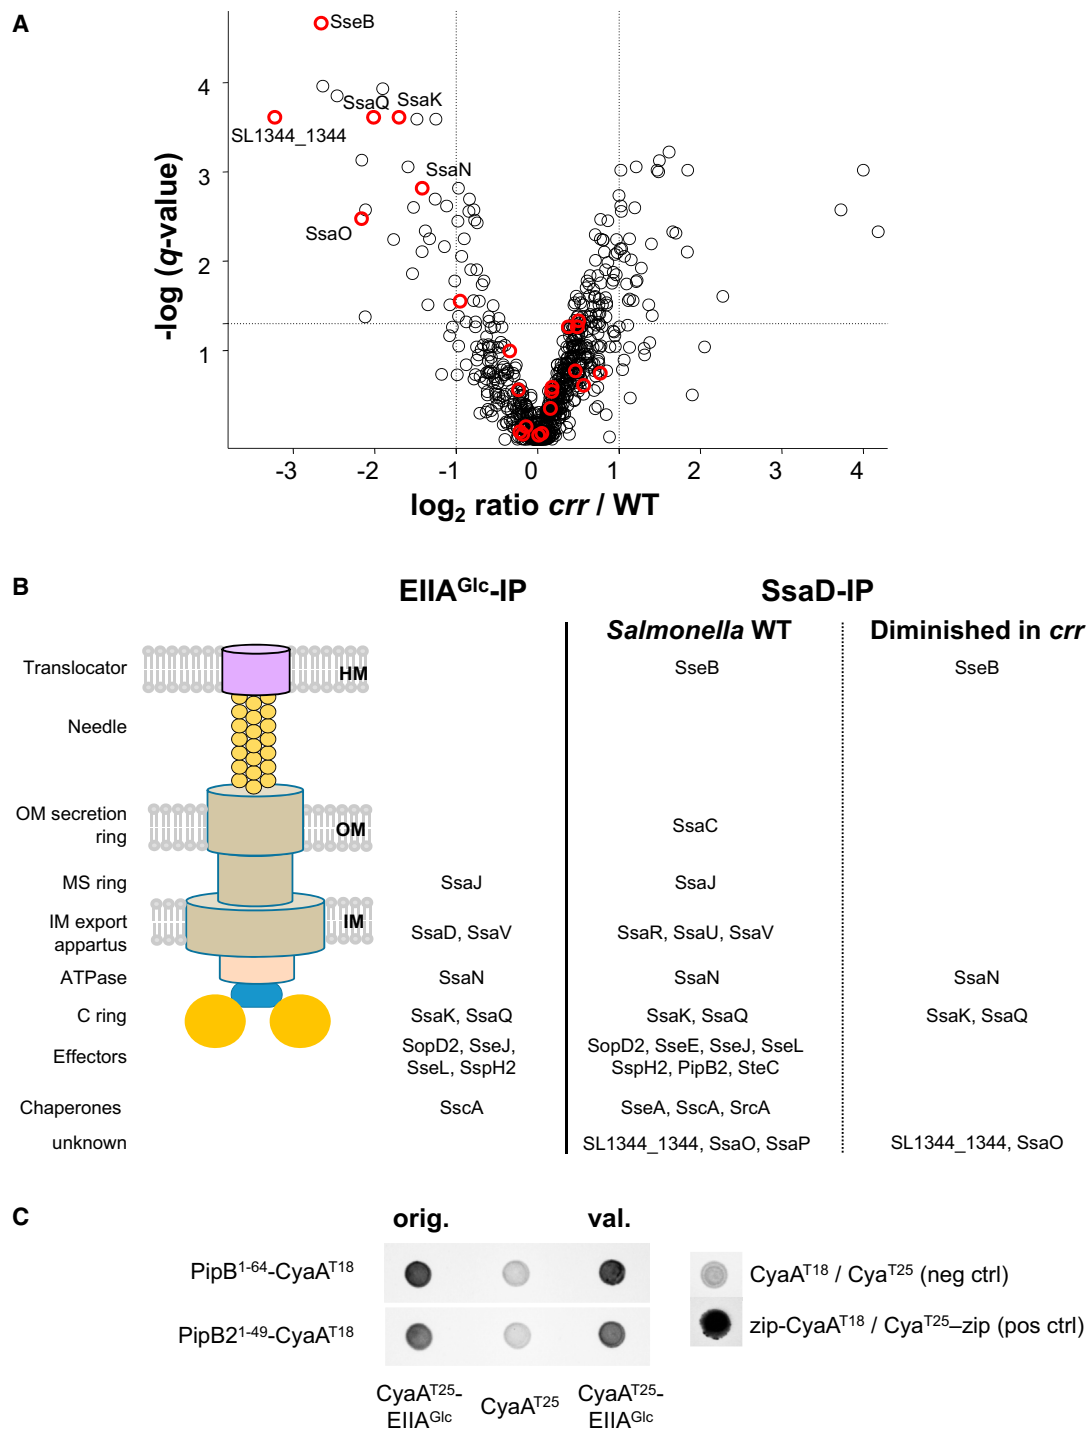 A
SseB
SsaQ SsaK
SL1344_1344
SsaN
SsaO
-log (q-value)
4
3
2
1
-3 -2 -1 0 1 2 3 4
log2 ratio crr / WT
B
EIIAGlc-IP SsaD-IP
Salmonella WT Diminished in crr
Translocator HM SseB SseB
Needle
OM secretion
ring OM SsaC
MS ring SsaJ SsaJ
IM export
appartus IM SsaD, SsaV SsaR, SsaU, SsaV
ATPase SsaN SsaN SsaN
C ring SsaK, SsaQ SsaK, SsaQ SsaK, SsaQ
Effectors SopD2, SseJ, SopD2, SseE, SseJ, SseL
SseL, SspH2 SspH2, PipB2, SteC
Chaperones SscA SseA, SscA, SrcA
unknown SL1344_1344, SsaO, SsaP SL1344_1344, SsaO
C
orig. val.
PipB1-64-CyaAT18 CyaAT18 / CyaT25 (neg ctrl)
PipB21-49-CyaAT18 zip-CyaAT18 / CyaT25–zip (pos ctrl)
CyaAT25- CyaAT25 CyaAT25-
EIIAGlc EIIAGlc